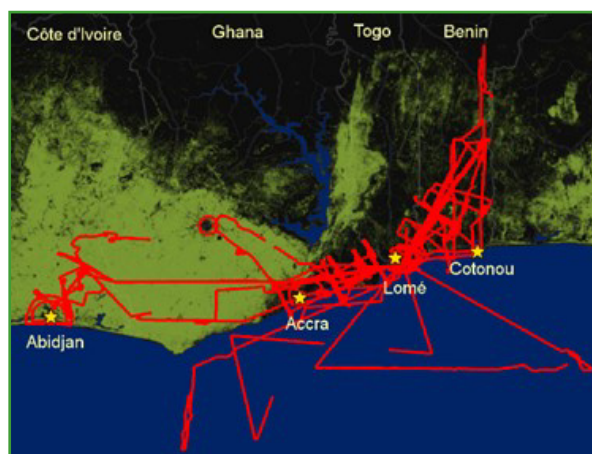 Côte d'Ivoire
Ghana
Togo
Benin
Cotonou
Lomé
Accra
Abidjan